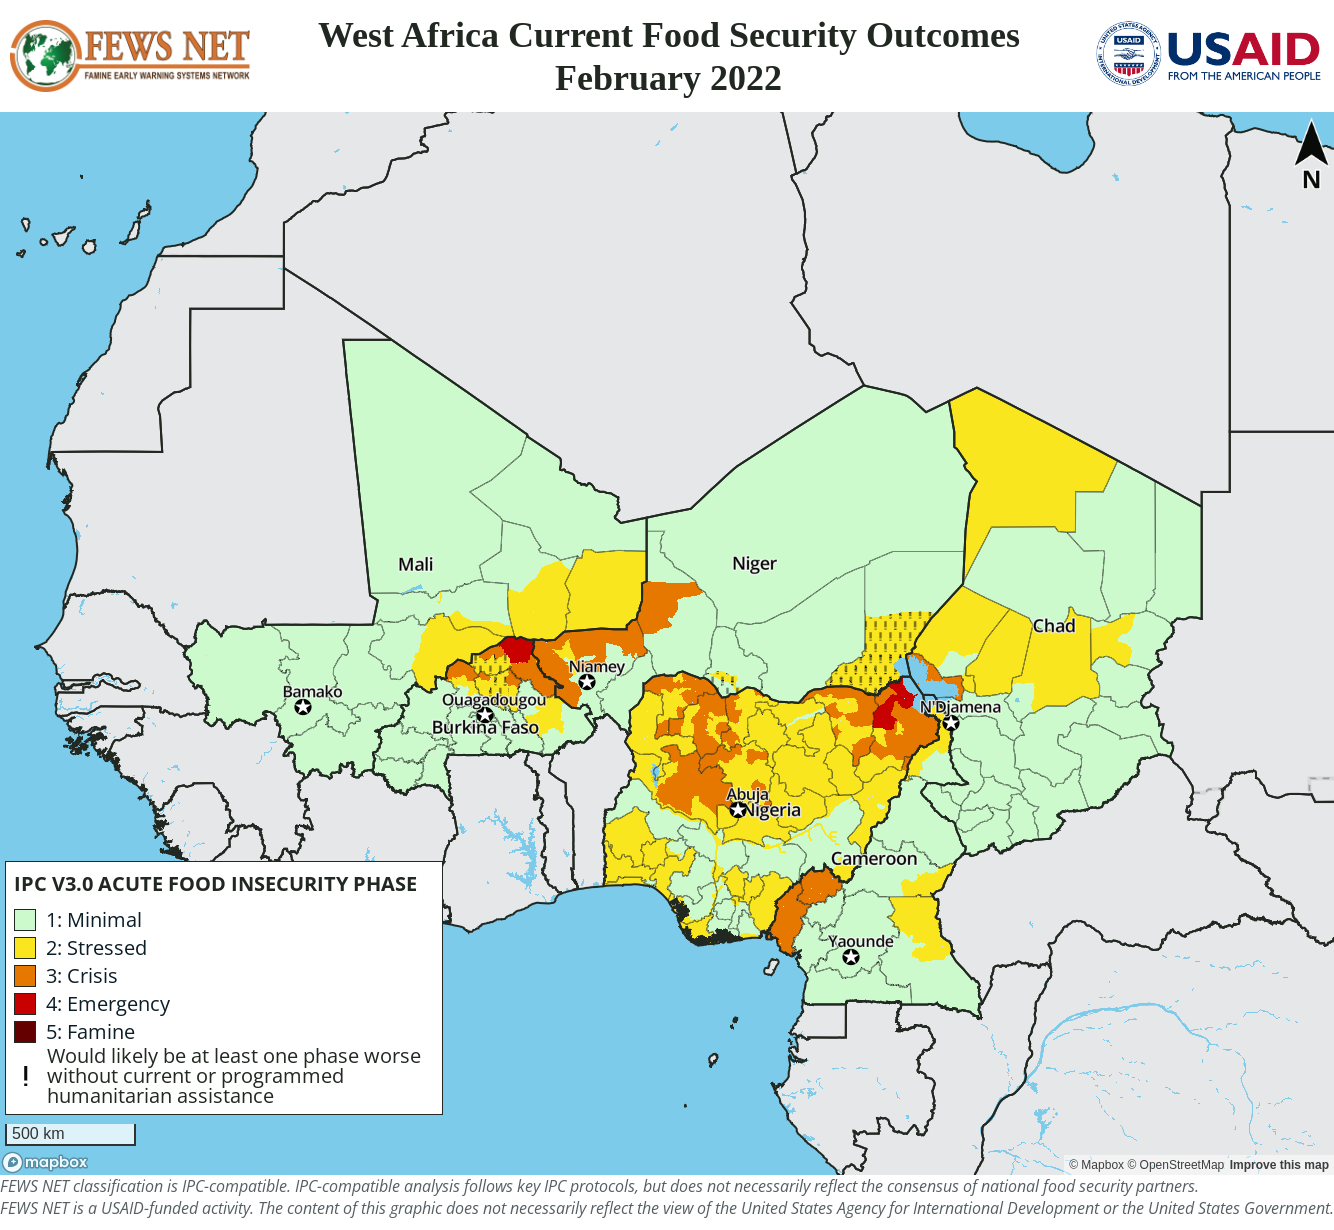 FEWS NET
FAMINE EARLY WARNING SYSTEMS NETWORK
West Africa Current Food Security Outcomes
February 2022
UNITED STATES AGENCY
USAID
INTERNATIONAL DEVELOPMENT
USAID
FROM THE AMERICAN PEOPLE
N
Mali
Niger
Chad
Niamey
Bamako
Ouagadougou
N'Djamena
Burkina Faso
Abuja
Nigeria
Cameroon
Yaounde
IPC V3.0 ACUTE FOOD INSECURITY PHASE
1: Minimal
2: Stressed
3: Crisis
4: Emergency
5: Famine
! Would likely be at least one phase worse
without current or programmed
humanitarian assistance
500 km
mapbox
© Mapbox © OpenStreetMap Improve this map
FEWS NET classification is IPC-compatible. IPC-compatible analysis follows key IPC protocols, but does not necessarily reflect the consensus of national food security partners.
FEWS NET is a USAID-funded activity. The content of this graphic does not necessarily reflect the view of the United States Agency for International Development or the United States Government.